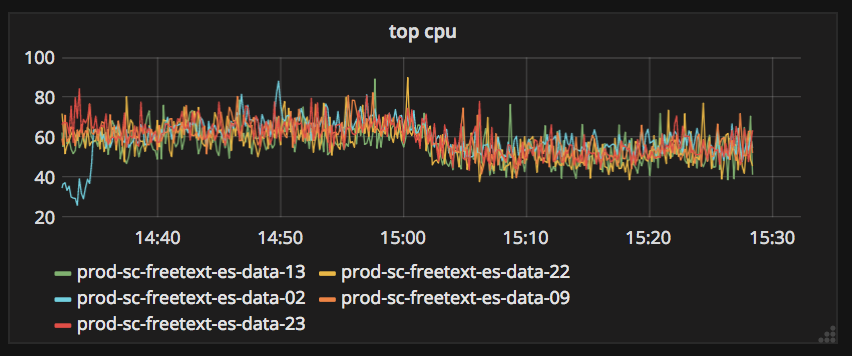 top cpu
100
80
60
40
20
14:40 14:50 15:00 15:10 15:20 15:30
prod-sc-freetext-es-data-13 prod-sc-freetext-es-data-22
prod-sc-freetext-es-data-02 prod-sc-freetext-es-data-09
prod-sc-freetext-es-data-23